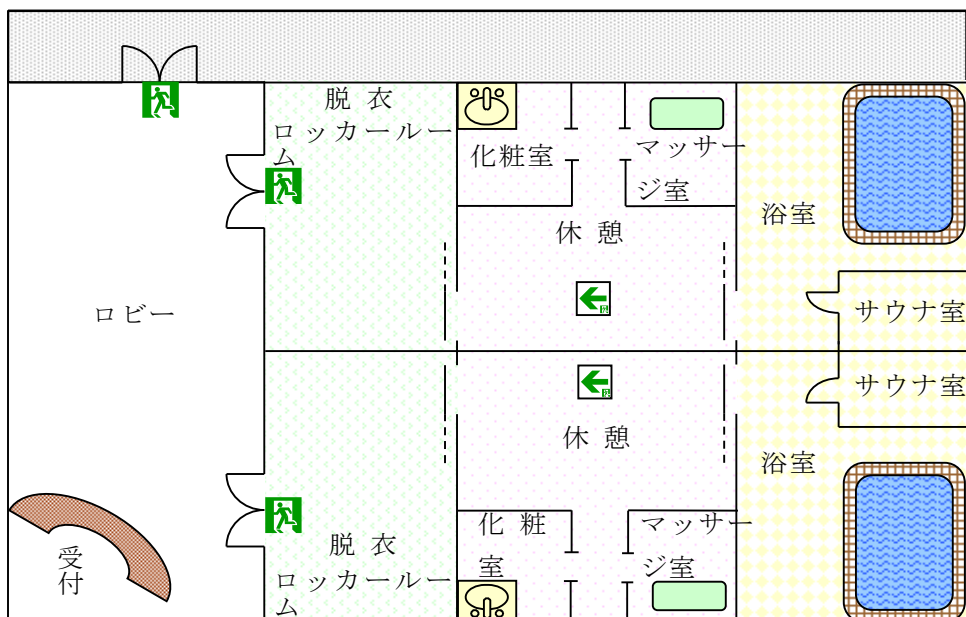 脱 衣
ロッカールー
ム
化粧室
マッサー
ジ室
浴室
休 憩
ロビー
サウナ室
サウナ室
休 憩
浴室
化 粧
室
マッサー
ジ室
脱 衣
ロッカールー
ム
受
付